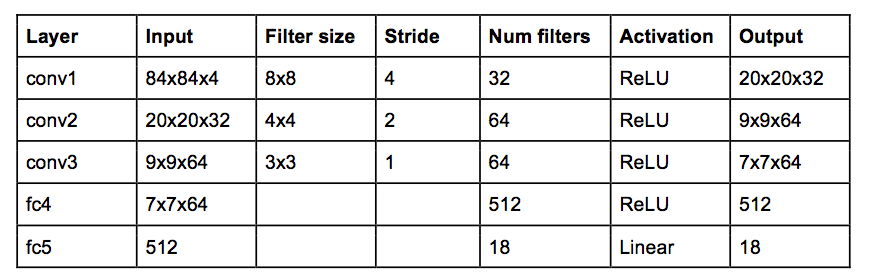 Layer Input Filter size Stride Num filters Activation Output
conv1 84x84x4 8x8 4 32 ReLU 20x20x32
conv2 20x20x32 4x4 2 64 ReLU 9x9x64
conv3 9x9x64 3x3 1 64 ReLU 7x7x64
fc4 7x7x64 512 ReLU 512
fc5 512 18 Linear 18